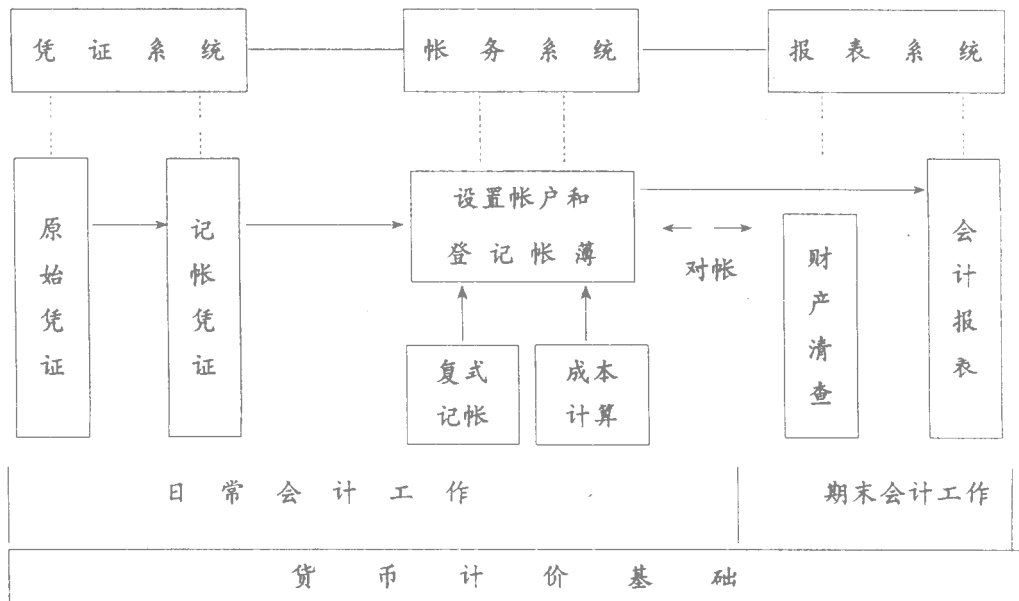 凭证系统
帐务系统
报表系统
原始凭证
记帐凭证
设置帐户和
登记帐薄
对帐
财产清查
会计报表
复式
记帐
成本
计算
日常会计工作
期末会计工作
货币计价基础